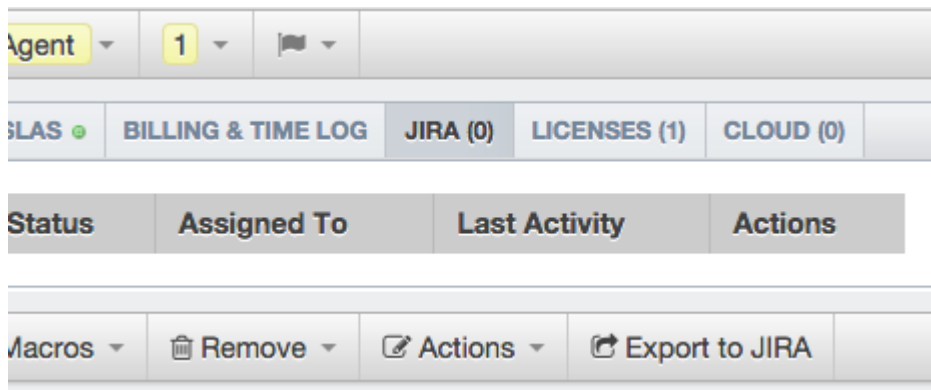 Agent 1
SLAS BILLING & TIME LOG JIRA (0) LICENSES (1) CLOUD (0)
Status Assigned To Last Activity Actions
Macros Remove Actions Export to JIRA